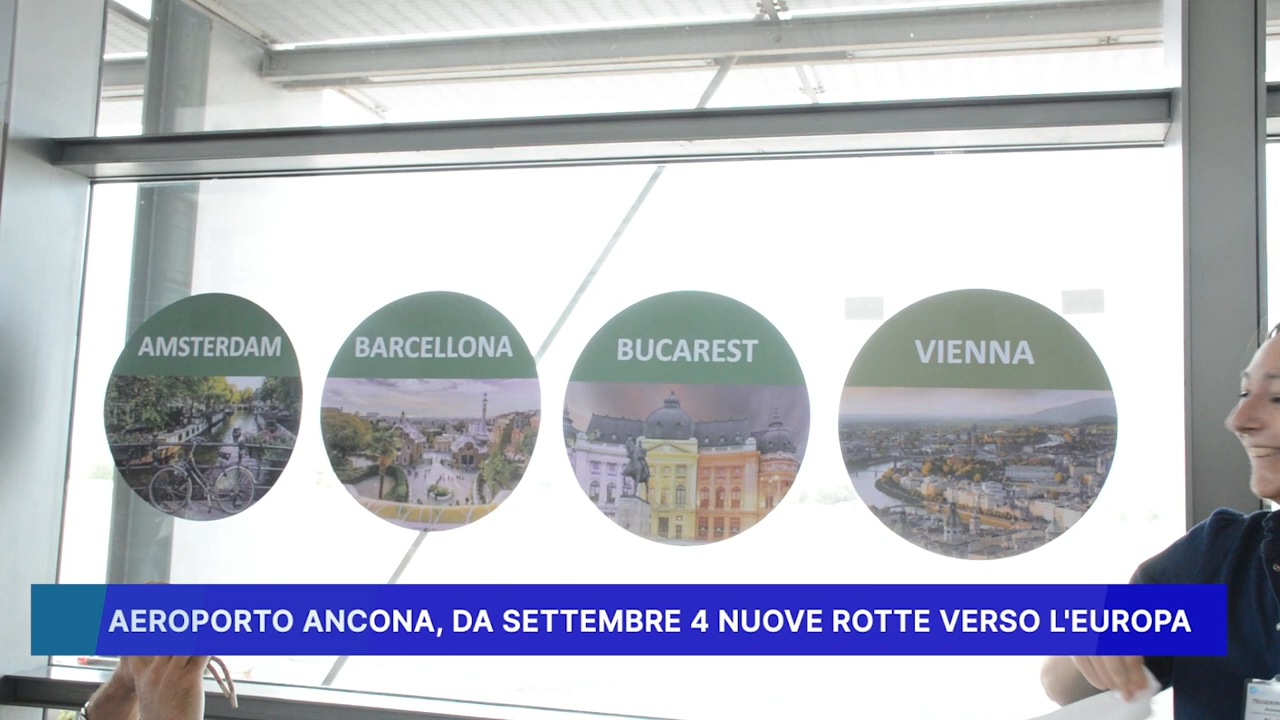 AMSTERDAM
BARCELLONA
BUCAREST
VIENNA
AEROPORTO ANCONA, DA SETTEMBRE 4 NUOVE ROTTE VERSO L'EUROPA